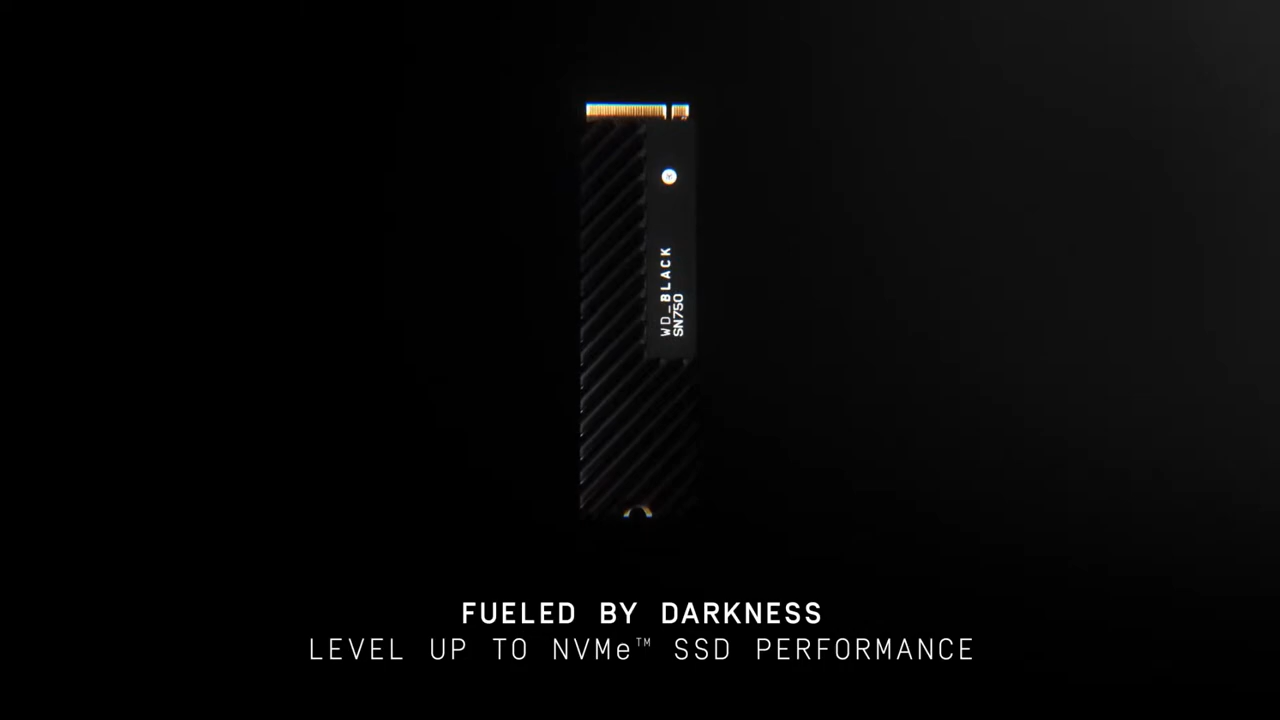 WD_BLACK
SN750
FUELED BY DARKNESS
LEVEL UP TO NVMe™ SSD PERFORMANCE